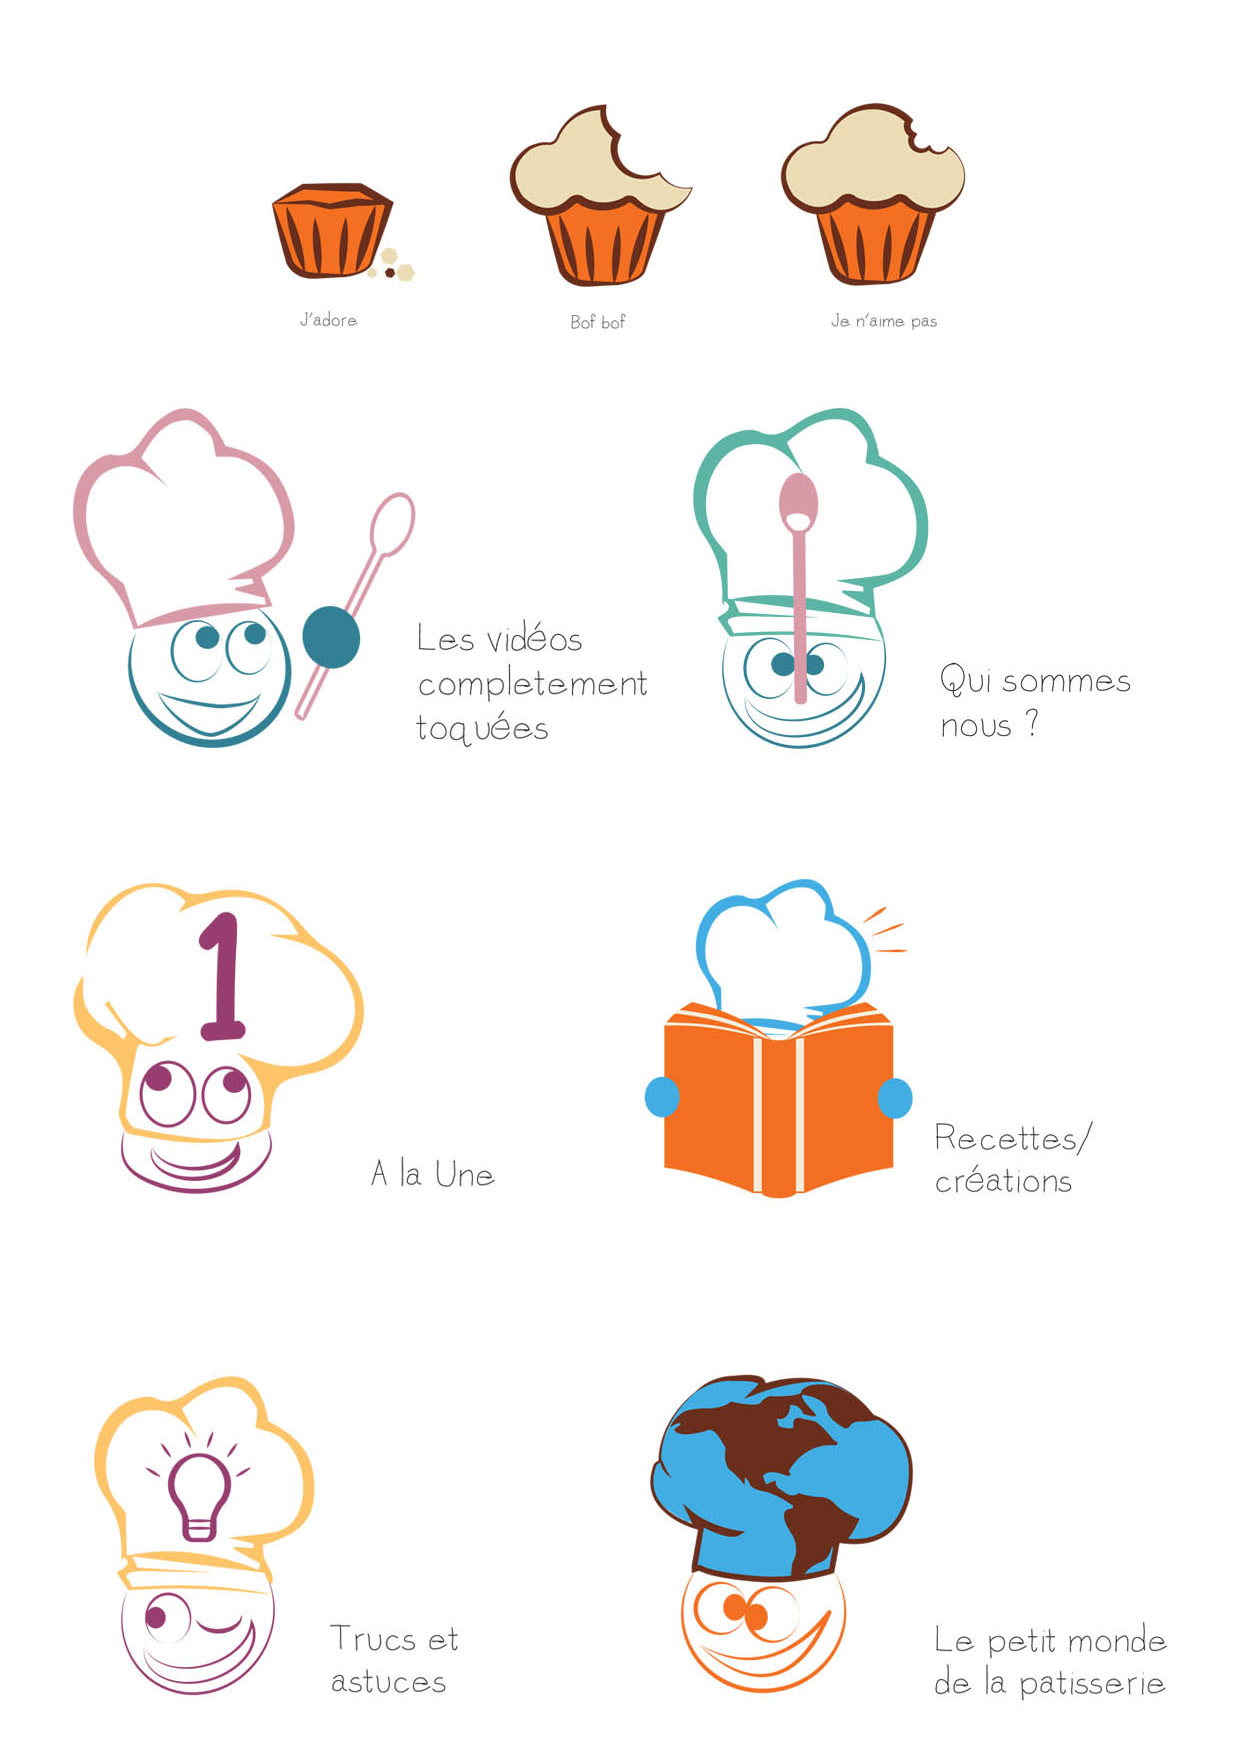 J'adore
Bof bof
Je n'aime pas
Les vidéos
completement
toquées
Qui sommes
nous ?
1
A la Une
Recettes/
créations
Trucs et
astuces
Le petit monde
de la patisserie